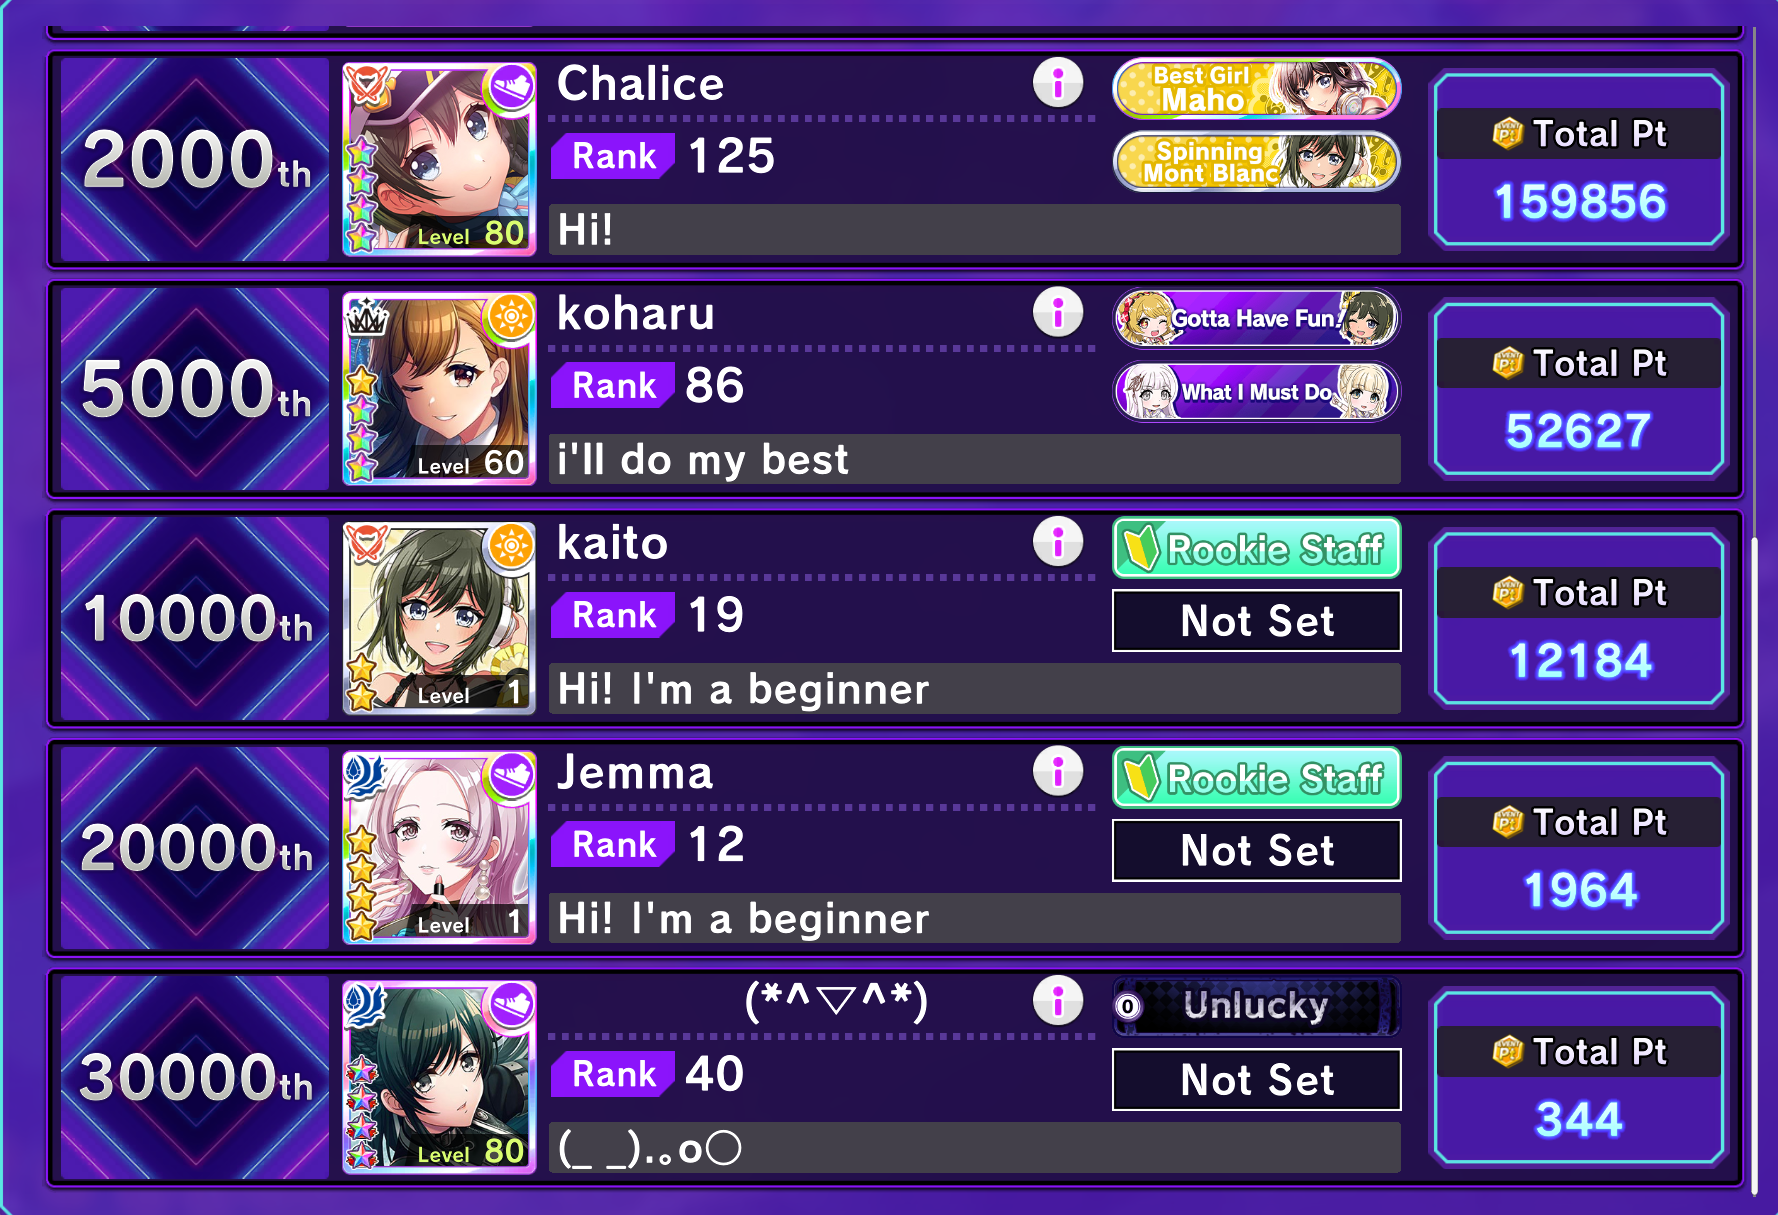 2000th
Chalice
Best Girl
Maho
Rank 125
Spinning
Mont Blanc
Hi!
Level 80
Total Pt
159856
5000th
koharu
Gotta Have Fun!
Rank 86
What I Must Do
i'll do my best
Level 60
Total Pt
52627
10000th
kaito
Rookie Staff
Rank 19
Not Set
Hi! I'm a beginner
Level 1
Total Pt
12184
20000th
Jemma
Rookie Staff
Rank 12
Not Set
Hi! I'm a beginner
Level 1
Total Pt
1964
30000th
(*^▽^*)
0 Unlucky
Rank 40
Not Set
(_ _).｡o○
Level 80
Total Pt
344